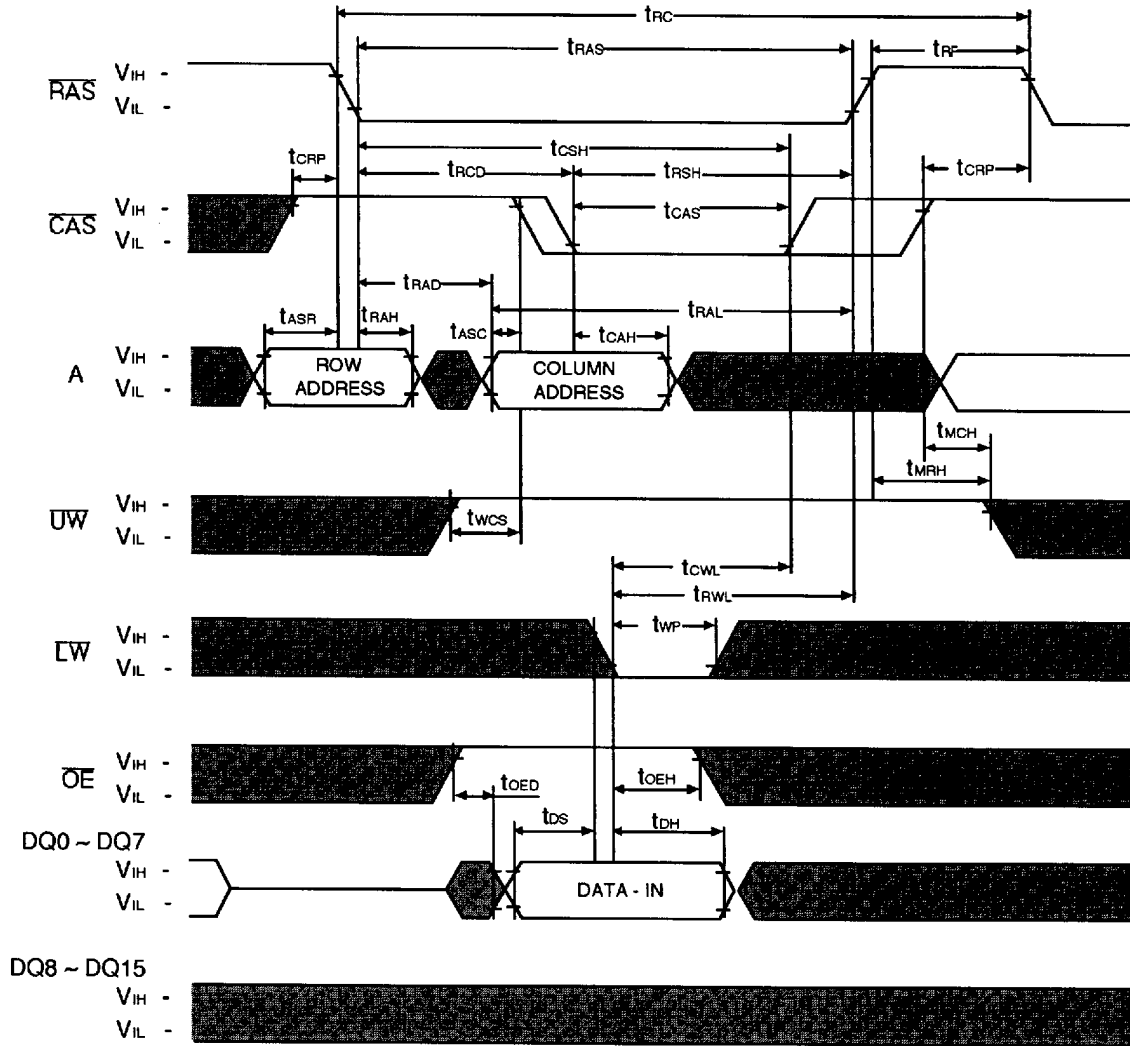 tRC
tRAS
tRF
RAS
VIH -
VIL -
tCSH
tCRP
tRCD
tRSH
tCRP
CAS
VIH -
VIL -
tCAS
tRAD
tRAL
tASR
tRAH
tASC
tCAH
A
VIH -
VIL -
ROW
ADDRESS
COLUMN
ADDRESS
tMCH
tMRH
UW
VIH -
VIL -
tWCS
tCWL
tRWL
LW
VIH -
VIL -
tWP
OE
VIH -
VIL -
tOED
tOEH
tDS
tDH
DQ0 ~ DQ7
VIH -
VIL -
DATA - IN
DQ8 ~ DQ15
VIH -
VIL -